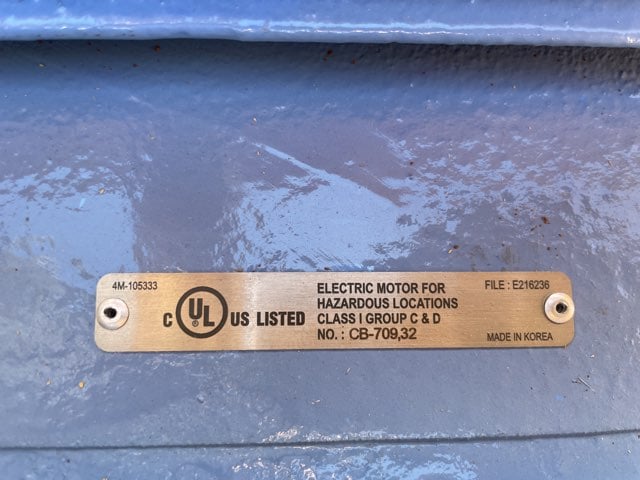 4M-105333
C UL US LISTED
ELECTRIC MOTOR FOR
HAZARDOUS LOCATIONS
CLASS I GROUP C & D
NO. : CB-709,32
FILE : E216236
MADE IN KOREA